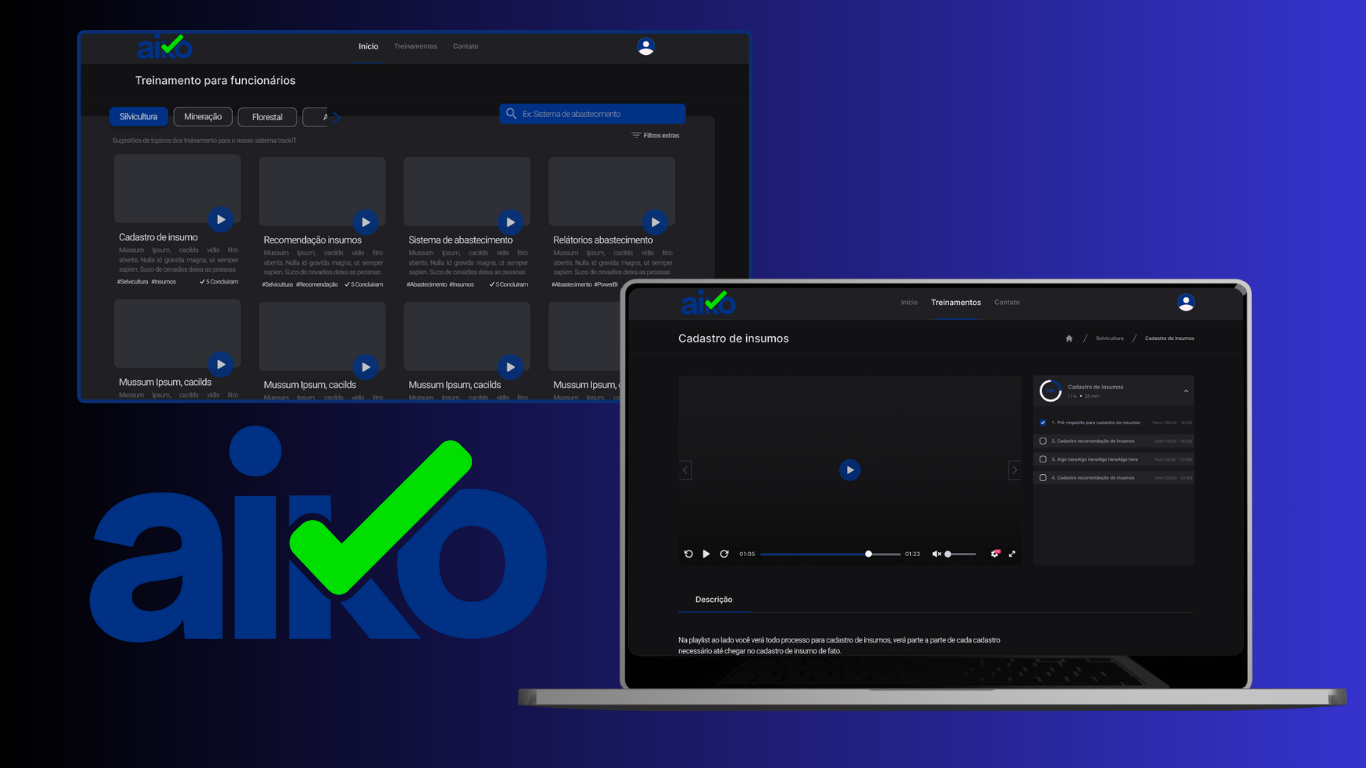 aiko
Início Treinamentos Contato
Treinamento para funcionários
Silvicultura Mineração Florestal A
Ex: Sistema de abastecimento
Filtros extras
Sugestões de topicos dos treinamento para o nosso sistema trackIT
Cadastro de insumo
Mussum Ipsum, cacilds vidis litro
abertis. Nulla id gravida magna, ut semper
sapien. Suco de cevadiss deixa as pessoas
#Selvicultura #Insumos 5 Concluiram
Recomendação insumos
Mussum Ipsum, cacilds vidis litro
abertis. Nulla id gravida magna, ut semper
sapien. Suco de cevadiss deixa as pessoas
#Selvicultura #Recomendação 5 Concluiram
Sistema de abastecimento
Mussum Ipsum, cacilds vidis litro
abertis. Nulla id gravida magna, ut semper
sapien. Suco de cevadiss deixa as pessoas
#Abastecimento #Insumos 5 Concluiram
Relátorios abastecimento
Mussum Ipsum, cacilds vidis litro
abertis. Nulla id gravida magna, ut semper
sapien. Suco de cevadiss deixa as pessoas
#Abastecimento #PowerBI
Mussum Ipsum, cacilds
Mussum Ipsum, cacilds vidis litro
Mussum Ipsum, cacilds
Mussum Ipsum, cacilds vidis litro
Mussum Ipsum, cacilds
Mussum Ipsum, cacilds vidis litro
Mussum Ipsum,
Mussum Ipsum,
aiko
aiko
Início Treinamentos Contato
Cadastro de insumos
/ Selvicultura / Cadastro de insumos
Cadastro de insumos
1 / 4 • 35 min
1. Pré-requisito para cadastro de insumos
2. Cadastro recomendação de insumos
3. Algo hereAlgo hereAlgo hereAlgo here
4. Cadastro recomendação de insumos
01:05 01:23
Descrição
Na playlist ao lado você verá todo processo para cadastro de insumos, verá parte a parte de cada cadastro
necessário até chegar no cadastro de insumo de fato.